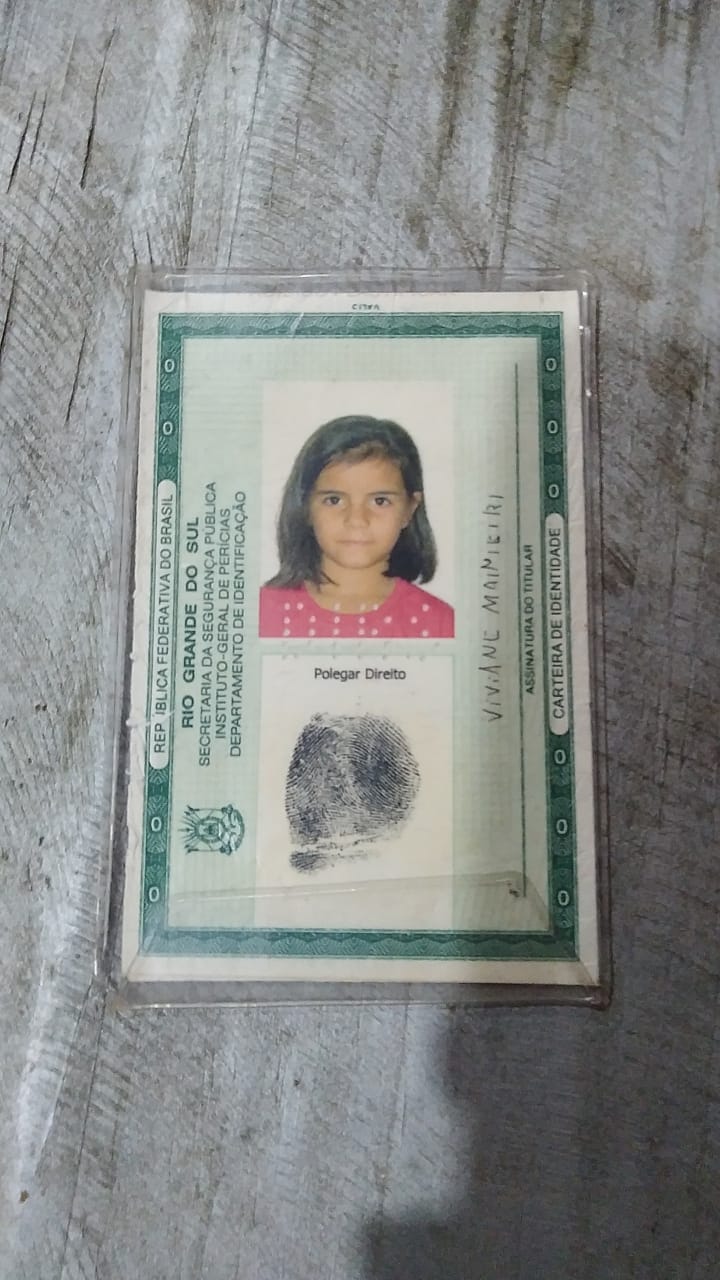 REPÚBLICA FEDERATIVA DO BRASIL
RIO GRANDE DO SUL
SECRETARIA DA SEGURANÇA PÚBLICA
INSTITUTO-GERAL DE PERÍCIAS
DEPARTAMENTO DE IDENTIFICAÇÃO
Polegar Direito
VIVIANE
ASSINATURA DO TITULAR
CARTEIRA DE IDENTIDADE